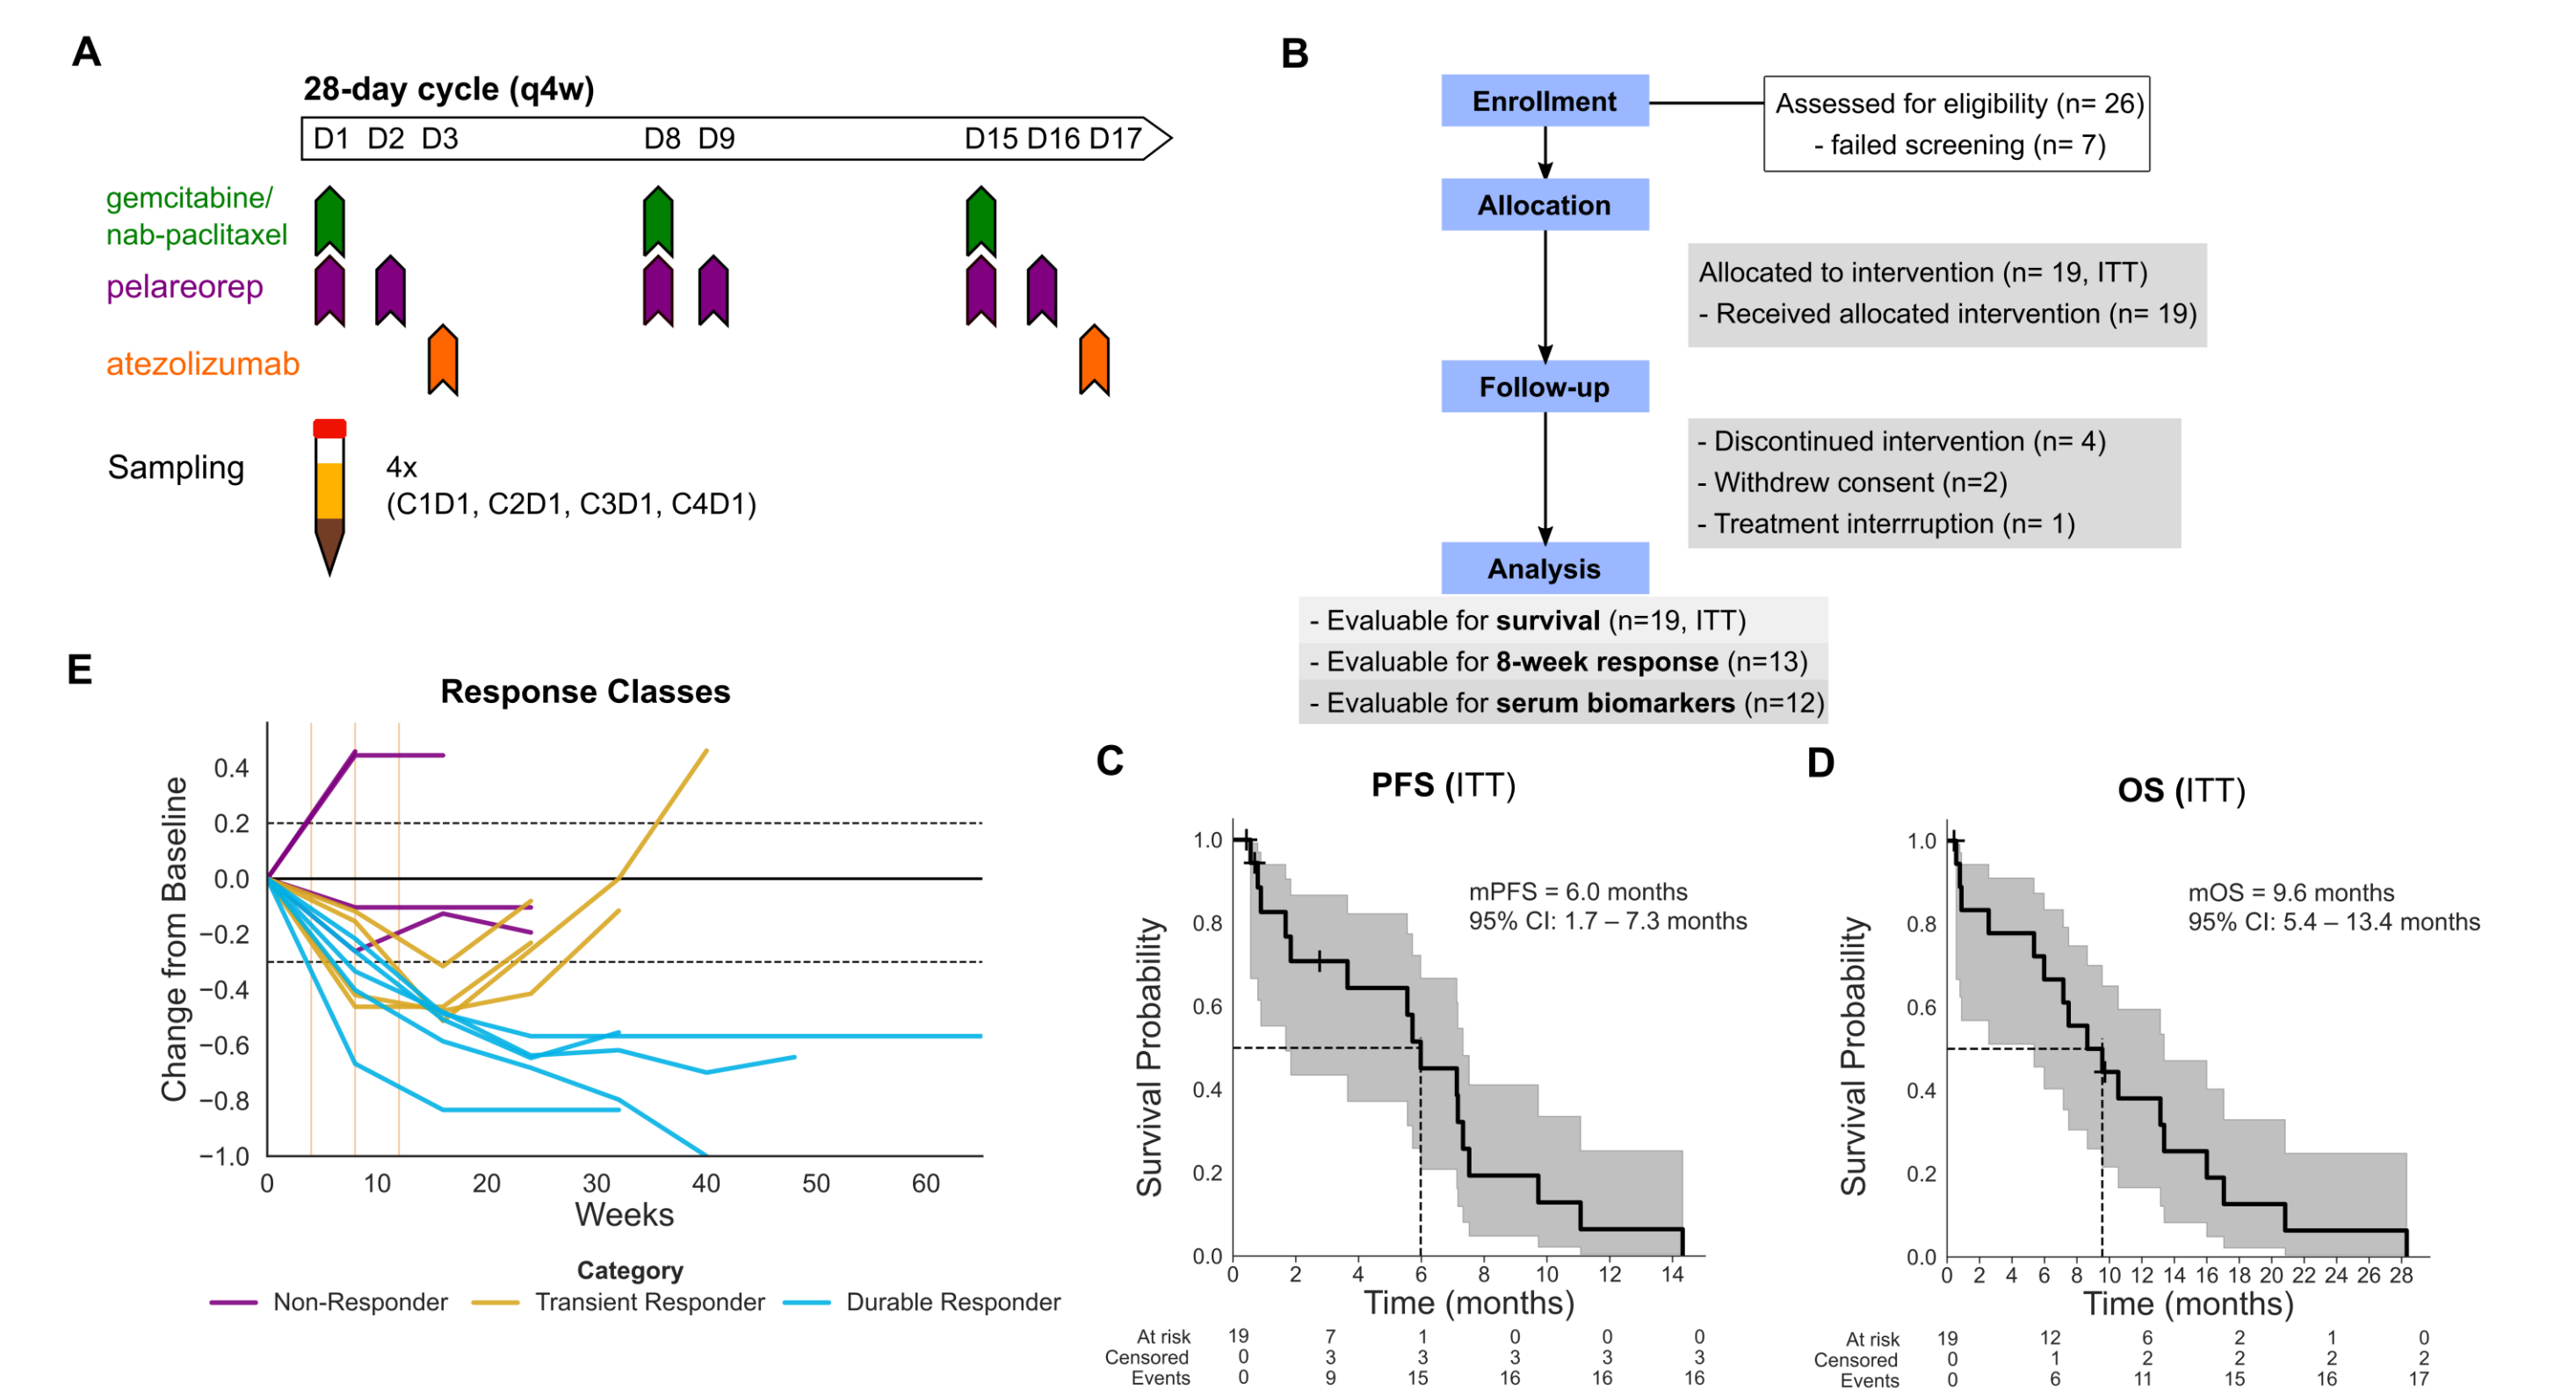 A
28-day cycle (q4w)
D1 D2 D3 D8 D9 D15 D16 D17
gemcitabine/
nab-paclitaxel
pelareorep
atezolizumab
Sampling
4x
(C1D1, C2D1, C3D1, C4D1)
B
Enrollment
Assessed for eligibility (n= 26)
- failed screening (n= 7)
Allocation
Allocated to intervention (n= 19, ITT)
- Received allocated intervention (n= 19)
Follow-up
- Discontinued intervention (n= 4)
- Withdrew consent (n=2)
- Treatment interrruption (n= 1)
Analysis
- Evaluable for survival (n=19, ITT)
- Evaluable for 8-week response (n=13)
- Evaluable for serum biomarkers (n=12)
E
Response Classes
Change from Baseline
0.4
0.2
0.0
−0.2
−0.4
−0.6
−0.8
−1.0
0 10 20 30 40 50 60
Weeks
Category
Non-Responder Transient Responder Durable Responder
C
PFS (ITT)
mPFS = 6.0 months
95% CI: 1.7 – 7.3 months
Survival Probability
1.0
0.8
0.6
0.4
0.2
0.0
0 2 4 6 8 10 12 14
Time (months)
At risk 19 7 1 0 0 0
Censored 0 3 3 3 3 3
Events 0 9 15 16 16 16
D
OS (ITT)
mOS = 9.6 months
95% CI: 5.4 – 13.4 months
Survival Probability
1.0
0.8
0.6
0.4
0.2
0.0
0 2 4 6 8 10 12 14 16 18 20 22 24 26 28
Time (months)
At risk 19 12 6 2 1 0
Censored 0 1 2 2 2 2
Events 0 6 11 15 16 17